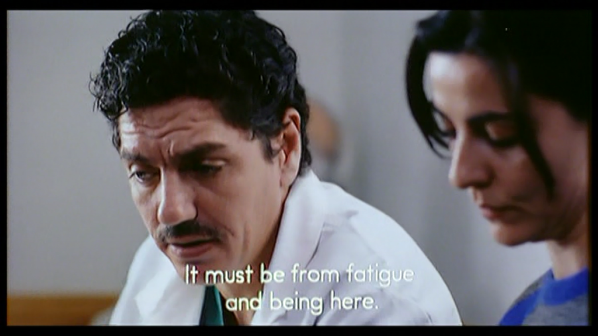 It must be from fatigue
and being here.